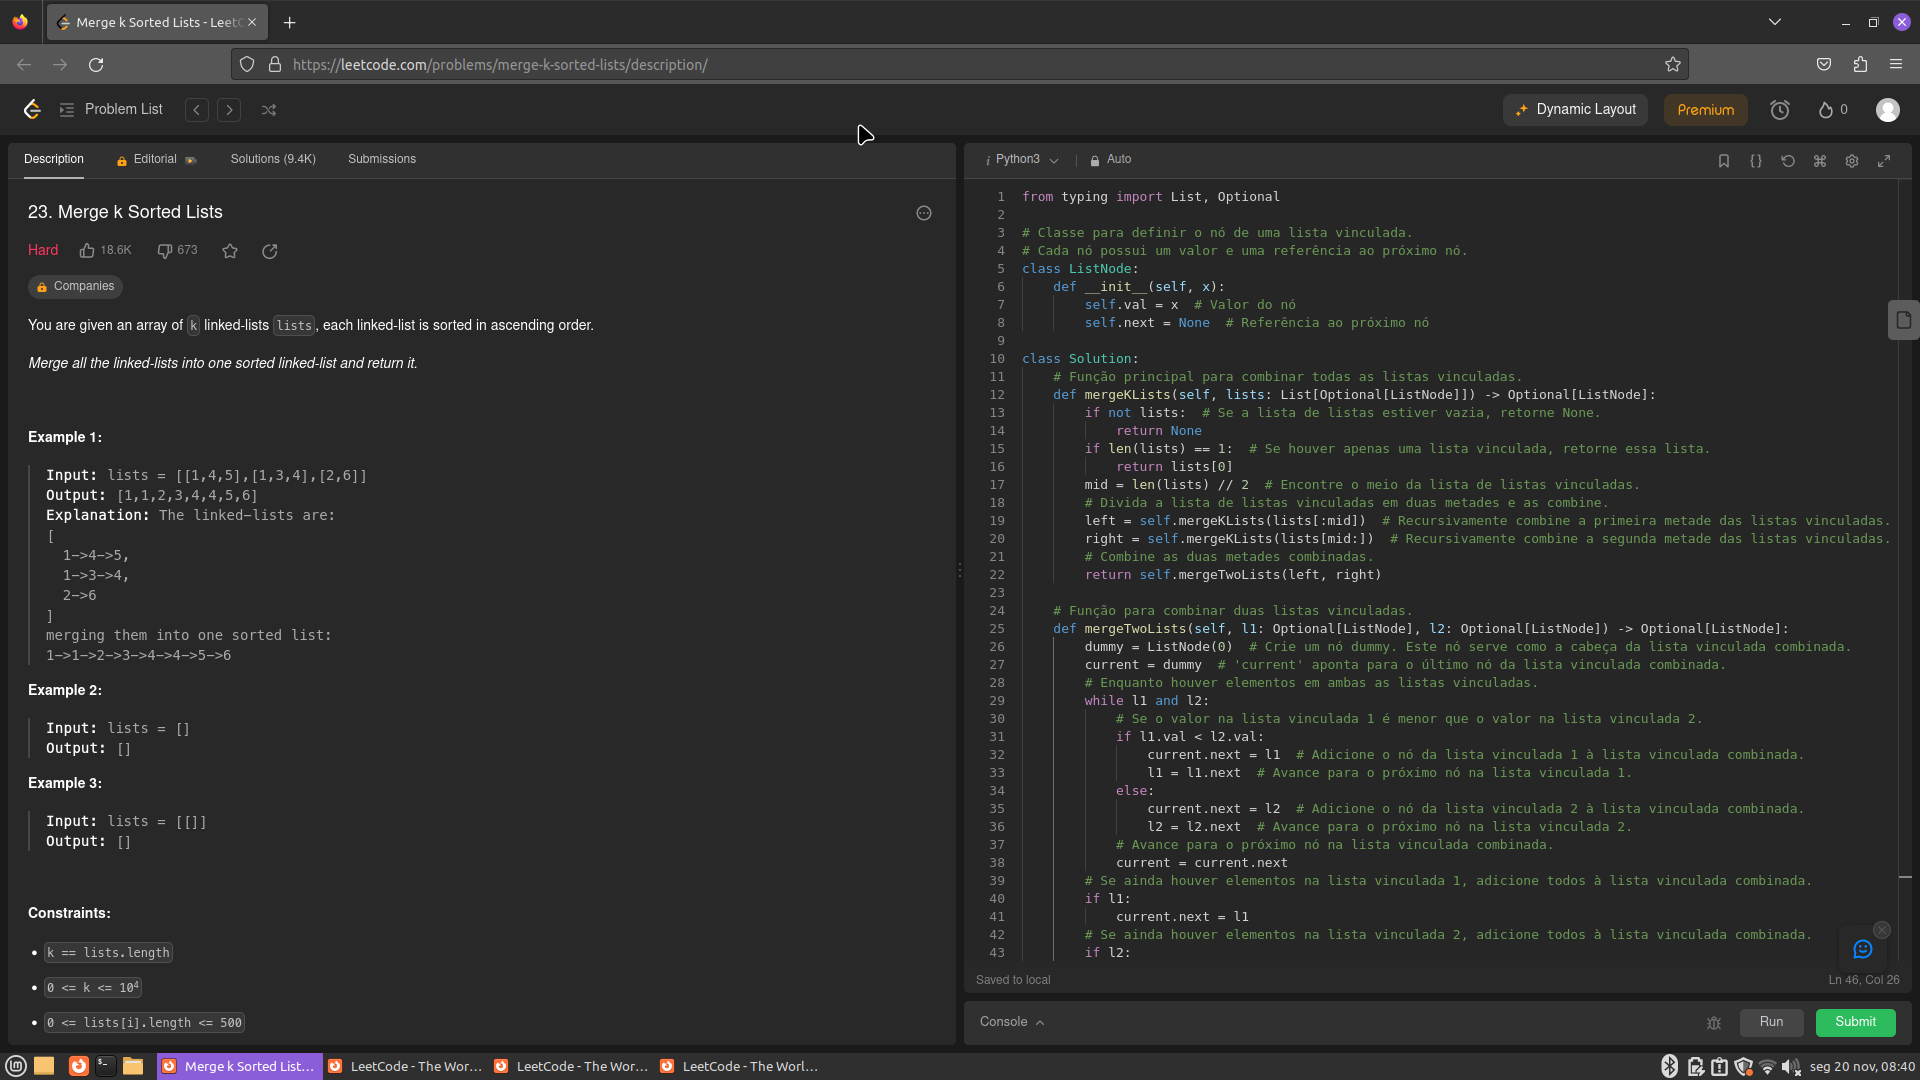 Merge k Sorted Lists - LeetC
https://leetcode.com/problems/merge-k-sorted-lists/description/
Problem List
Dynamic Layout
Premium
0
Description
Editorial
Solutions (9.4K)
Submissions
23. Merge k Sorted Lists
Hard
18.6K
673
Companies
You are given an array of k linked-lists lists, each linked-list is sorted in ascending order.
Merge all the linked-lists into one sorted linked-list and return it.
Example 1:
Input: lists = [[1,4,5],[1,3,4],[2,6]]
Output: [1,1,2,3,4,4,5,6]
Explanation: The linked-lists are:
[
  1->4->5,
  1->3->4,
  2->6
]
merging them into one sorted list:
1->1->2->3->4->4->5->6
Example 2:
Input: lists = []
Output: []
Example 3:
Input: lists = [[]]
Output: []
Constraints:
• k == lists.length
• 0 <= k <= 10⁴
• 0 <= lists[i].length <= 500
i Python3
Auto
1 from typing import List, Optional
2
3 # Classe para definir o nó de uma lista vinculada.
4 # Cada nó possui um valor e uma referência ao próximo nó.
5 class ListNode:
6     def __init__(self, x):
7         self.val = x  # Valor do nó
8         self.next = None  # Referência ao próximo nó
9
10 class Solution:
11     # Função principal para combinar todas as listas vinculadas.
12     def mergeKLists(self, lists: List[Optional[ListNode]]) -> Optional[ListNode]:
13         if not lists:  # Se a lista de listas estiver vazia, retorne None.
14             return None
15         if len(lists) == 1:  # Se houver apenas uma lista vinculada, retorne essa lista.
16             return lists[0]
17         mid = len(lists) // 2  # Encontre o meio da lista de listas vinculadas.
18         # Divida a lista de listas vinculadas em duas metades e as combine.
19         left = self.mergeKLists(lists[:mid])  # Recursivamente combine a primeira metade das listas vinculadas.
20         right = self.mergeKLists(lists[mid:])  # Recursivamente combine a segunda metade das listas vinculadas.
21         # Combine as duas metades combinadas.
22         return self.mergeTwoLists(left, right)
23
24     # Função para combinar duas listas vinculadas.
25     def mergeTwoLists(self, l1: Optional[ListNode], l2: Optional[ListNode]) -> Optional[ListNode]:
26         dummy = ListNode(0)  # Crie um nó dummy. Este nó serve como a cabeça da lista vinculada combinada.
27         current = dummy  # 'current' aponta para o último nó da lista vinculada combinada.
28         # Enquanto houver elementos em ambas as listas vinculadas.
29         while l1 and l2:
30             # Se o valor na lista vinculada 1 é menor que o valor na lista vinculada 2.
31             if l1.val < l2.val:
32                 current.next = l1  # Adicione o nó da lista vinculada 1 à lista vinculada combinada.
33                 l1 = l1.next  # Avance para o próximo nó na lista vinculada 1.
34             else:
35                 current.next = l2  # Adicione o nó da lista vinculada 2 à lista vinculada combinada.
36                 l2 = l2.next  # Avance para o próximo nó na lista vinculada 2.
37             # Avance para o próximo nó na lista vinculada combinada.
38             current = current.next
39         # Se ainda houver elementos na lista vinculada 1, adicione todos à lista vinculada combinada.
40         if l1:
41             current.next = l1
42         # Se ainda houver elementos na lista vinculada 2, adicione todos à lista vinculada combinada.
43         if l2:
Saved to local
Ln 46, Col 26
Console
Run
Submit
Merge k Sorted List...
LeetCode - The Wor...
LeetCode - The Wor...
LeetCode - The Worl...
seg 20 nov, 08:40